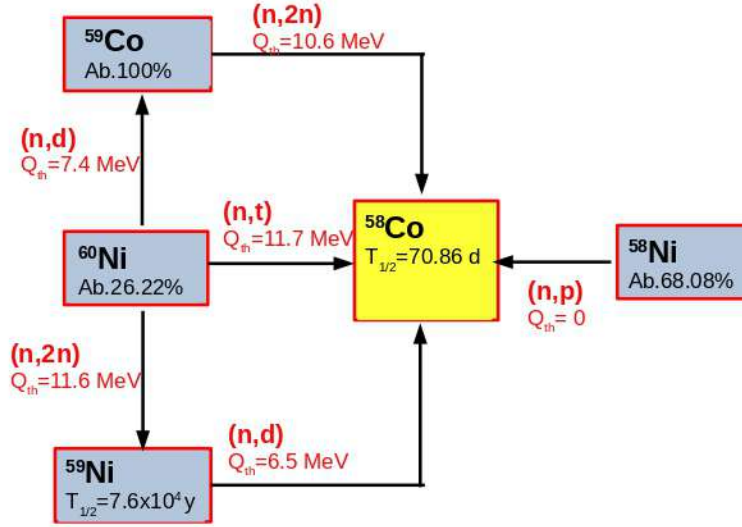 ⁵⁹Co
Ab.100%
(n,2n)
Qₜₕ=10.6 MeV
(n,d)
Qₜₕ=7.4 MeV
(n,t)
Qₜₕ=11.7 MeV
⁵⁸Co
T₁/₂=70.86 d
⁶⁰Ni
Ab.26.22%
⁵⁸Ni
Ab.68.08%
(n,p)
Qₜₕ= 0
(n,2n)
Qₜₕ=11.6 MeV
(n,d)
Qₜₕ=6.5 MeV
⁵⁹Ni
T₁/₂=7.6x10⁴ y